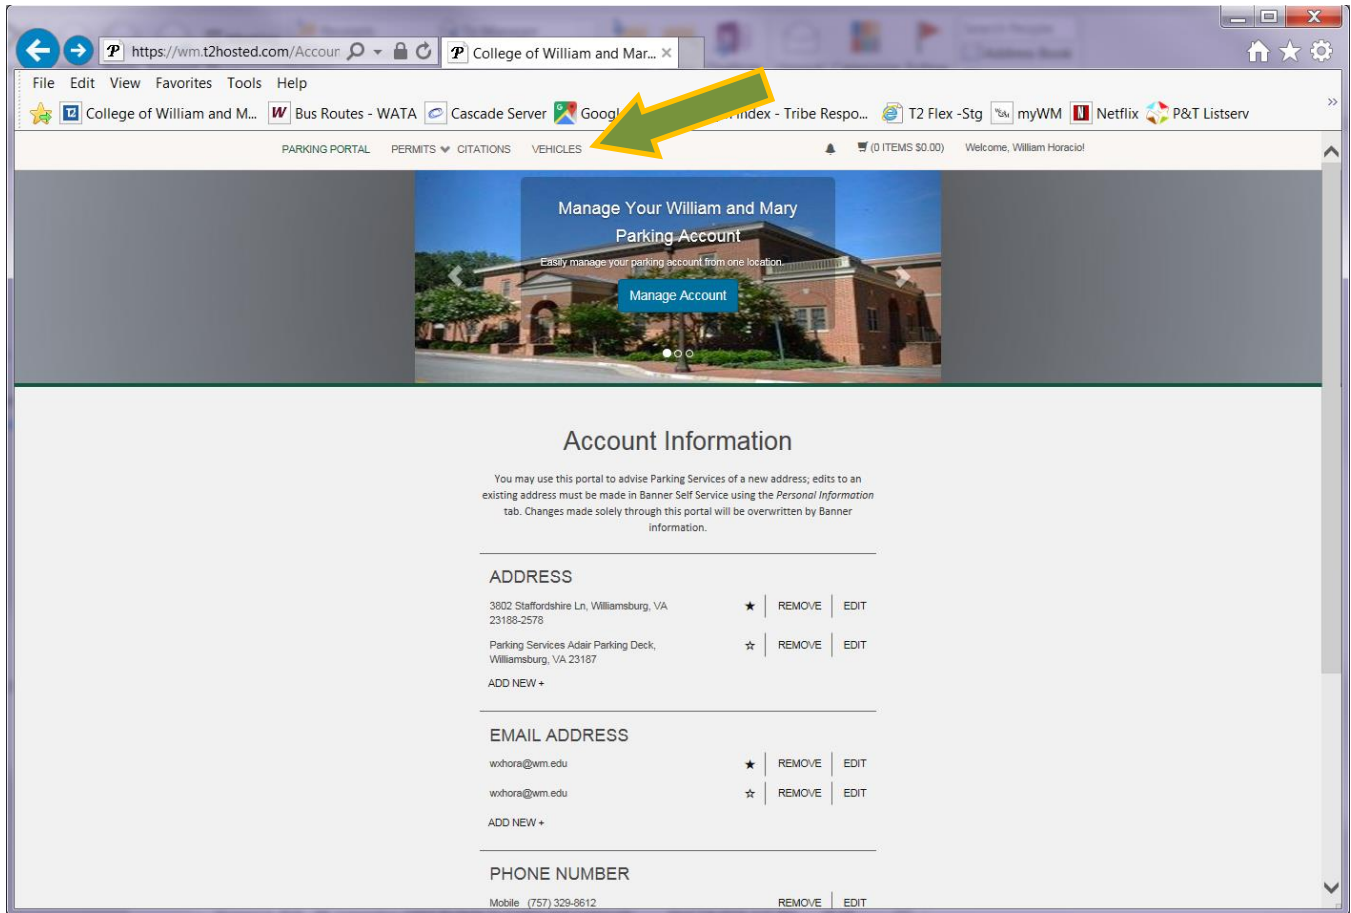 https://wm.t2hosted.com/Accour
College of William and Mar...
File Edit View Favorites Tools Help
College of William and M... Bus Routes - WATA Cascade Server Goog Index - Tribe Respo... T2 Flex -Stg myWM Netflix P&T Listserv
PARKING PORTAL PERMITS CITATIONS VEHICLES (0 ITEMS $0.00) Welcome, William Horacio!
Manage Your William and Mary
Parking Account
Easily manage your parking account from one location.
Manage Account
Account Information
You may use this portal to advise Parking Services of a new address; edits to an
existing address must be made in Banner Self Service using the Personal Information
tab. Changes made solely through this portal will be overwritten by Banner
information.
ADDRESS
3802 Staffordshire Ln, Williamsburg, VA
23188-2578
REMOVE EDIT
Parking Services Adair Parking Deck,
Williamsburg, VA 23187
REMOVE EDIT
ADD NEW +
EMAIL ADDRESS
wxhora@wm.edu REMOVE EDIT
wxhora@wm.edu REMOVE EDIT
ADD NEW +
PHONE NUMBER
Mobile (757) 329-8612 REMOVE EDIT